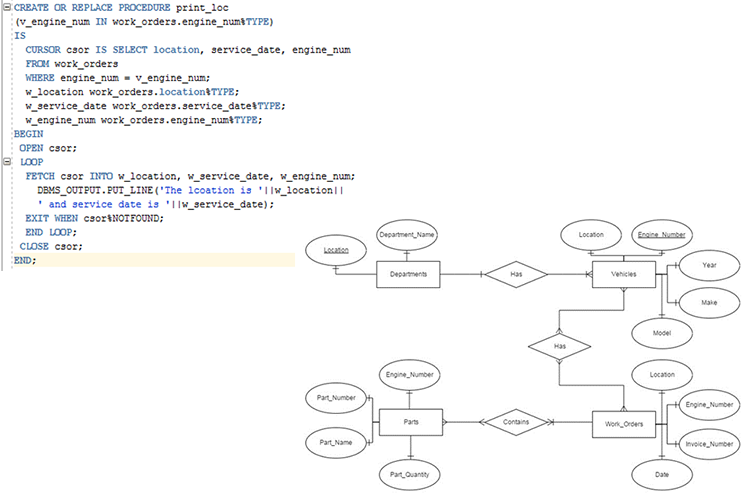 CREATE OR REPLACE PROCEDURE print_loc
(v_engine_num IN work_orders.engine_num%TYPE)
IS
CURSOR csor IS SELECT location, service_date, engine_num
FROM work_orders
WHERE engine_num = v_engine_num;
w_location work_orders.location%TYPE;
w_service_date work_orders.service_date%TYPE;
w_engine_num work_orders.engine_num%TYPE;
BEGIN
OPEN csor;
LOOP
FETCH csor INTO w_location, w_service_date, w_engine_num;
DBMS_OUTPUT.PUT_LINE('The lcoation is '||w_location||
' and service date is '||w_service_date);
EXIT WHEN csor%NOTFOUND;
END LOOP;
CLOSE csor;
END;
Location
Department_Name
Departments
Has
Location
Engine_Number
Vehicles
Year
Make
Model
Has
Engine_Number
Part_Number
Parts
Part_Name
Part_Quantity
Contains
Location
Work_Orders
Engine_Number
Invoice_Number
Date